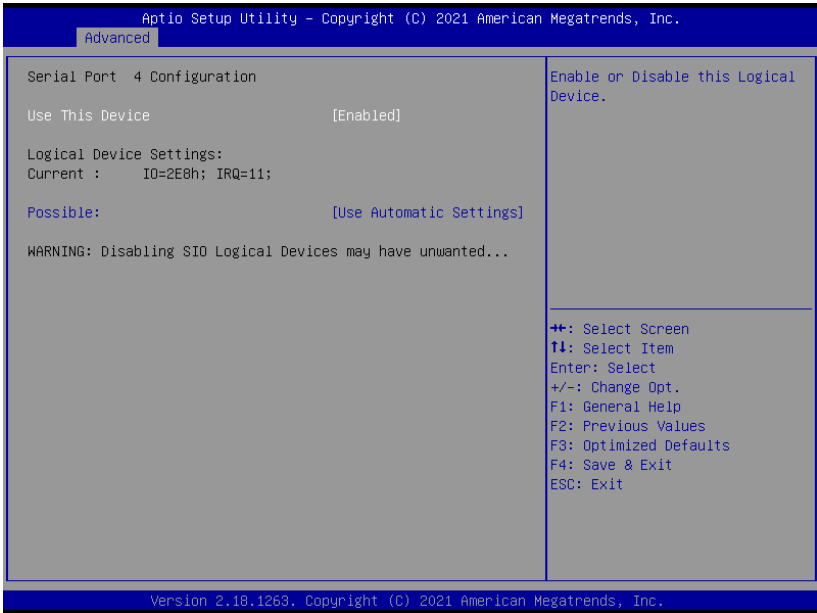 Aptio Setup Utility – Copyright (C) 2021 American Megatrends, Inc.
Advanced
Serial Port  4 Configuration
Use This Device [Enabled]
Logical Device Settings:
Current :  IO=2E8h; IRQ=11;
Possible: [Use Automatic Settings]
WARNING: Disabling SIO Logical Devices may have unwanted...
Enable or Disable this Logical
Device.
→←: Select Screen
↑↓: Select Item
Enter: Select
+/-: Change Opt.
F1: General Help
F2: Previous Values
F3: Optimized Defaults
F4: Save & Exit
ESC: Exit
Version 2.18.1263. Copyright (C) 2021 American Megatrends, Inc.